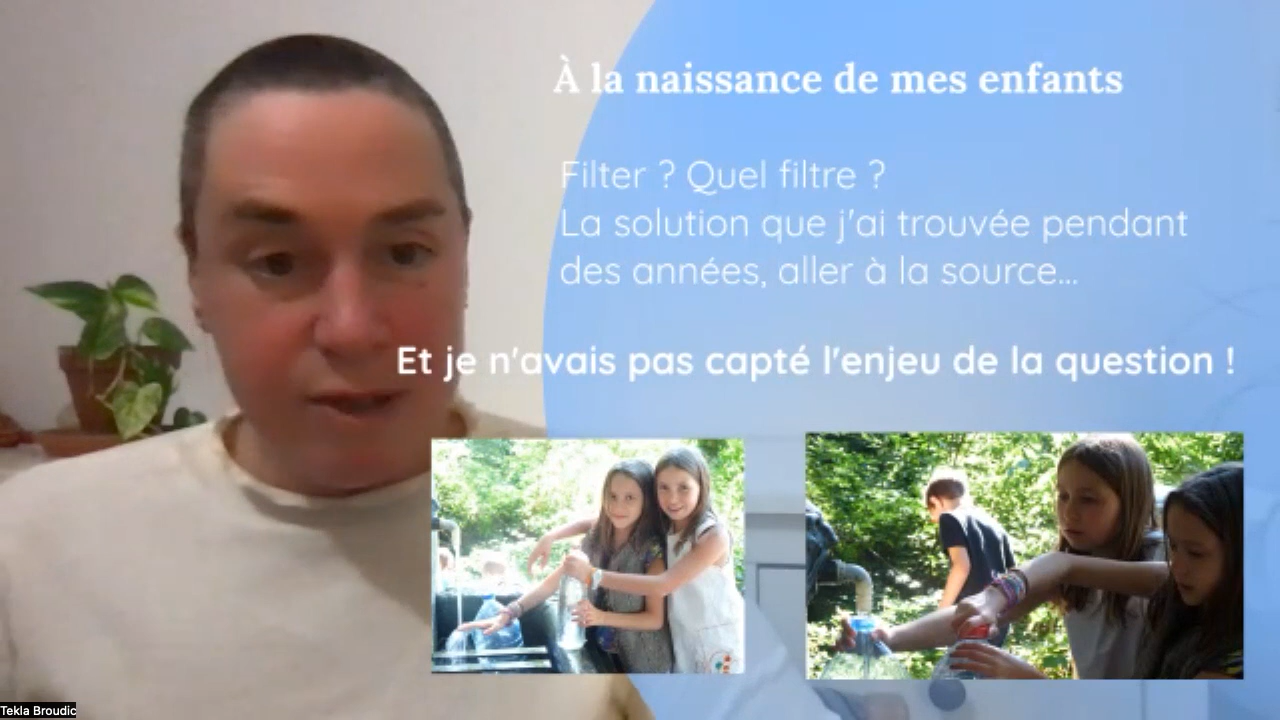 À la naissance de mes enfants
Filter ? Quel filtre ?
La solution que j'ai trouvée pendant
des années, aller à la source...
Et je n'avais pas capté l'enjeu de la question !
Tekla Broudic